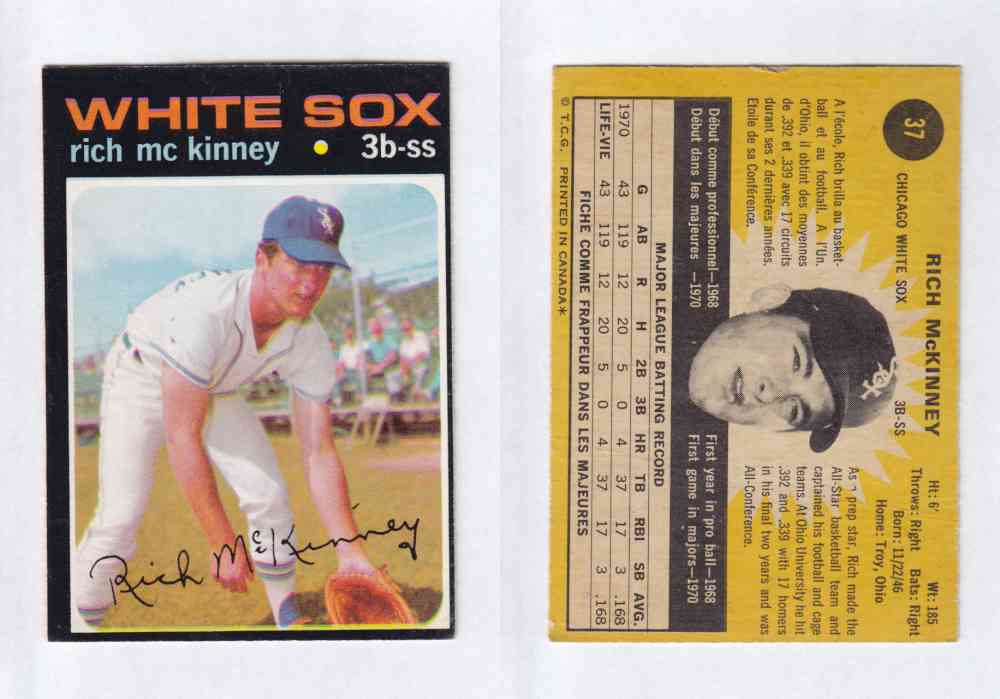 WHITE SOX
rich mc kinney • 3b-ss
Rich McKinney
37
RICH McKINNEY
CHICAGO WHITE SOX 3B-SS
Ht: 6' Wt: 185
Throws: Right Bats: Right
Born: 11/22/46
Home: Troy, Ohio
A l'école, Rich brilla au basket-
ball et au football. A l'Un.
d'Ohio, il obtint des moyennes
de .392 et .339 avec 17 circuits
durant ses 2 dernières années.
Etoile de sa Conférence.
As prep star, Rich made the
All-Star basketball team and
captained his football and cage
teams. At Ohio University he hit
.392 and .339 with 17 homers
in his final two years and was
All-Conference.
Début comme professionnel—1968
Début dans les majeures —1970
First year in pro ball—1968
First game in majors—1970
MAJOR LEAGUE BATTING RECORD
G AB R H 2B 3B HR TB RBI SB AVG.
1970 43 119 12 20 5 0 4 37 17 3 .168
LIFE-VIE 43 119 12 20 5 0 4 37 17 3 .168
FICHE COMME FRAPPEUR DANS LES MAJEURES
© T.C.G. PRINTED IN CANADA*